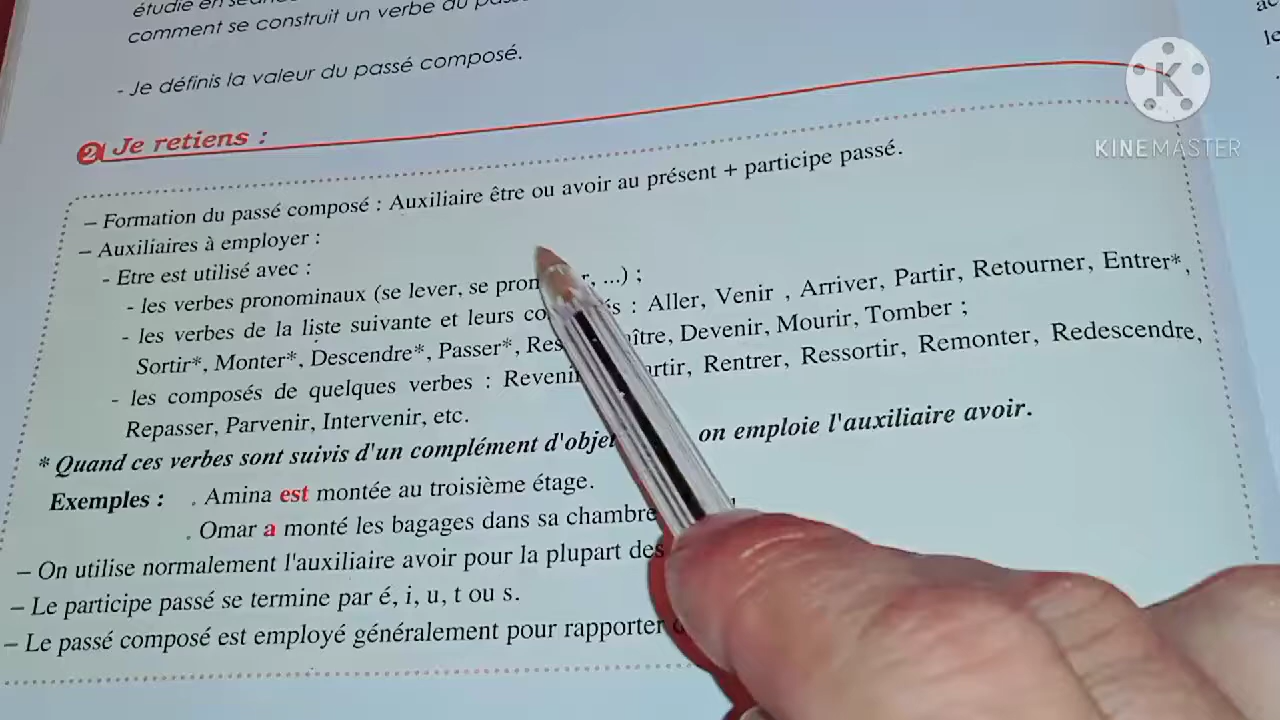 étudie en
comment se construit un verbe du
- Je définis la valeur du passé composé.
2 Je retiens :
– Formation du passé composé : Auxiliaire être ou avoir au présent + participe passé.
– Auxiliaires à employer :
- Etre est utilisé avec :
- les verbes pronominaux (se lever, se ...) ;
- les verbes de la liste suivante et leurs : Aller, Venir , Arriver, Partir, Retourner, Entrer*,
Sortir*, Monter*, Descendre*, Passer*, Devenir, Mourir, Tomber ;
- les composés de quelques verbes : Rentrer, Ressortir, Remonter, Redescendre,
Repasser, Parvenir, Intervenir, etc.
* Quand ces verbes sont suivis d'un complément on emploie l'auxiliaire avoir.
Exemples : . Amina est montée au troisième étage.
. Omar a monté les bagages dans sa chambre
– On utilise normalement l'auxiliaire avoir pour la plupart des
– Le participe passé se termine par é, i, u, t ou s.
– Le passé composé est employé généralement pour rapporter
K
KINEMASTER